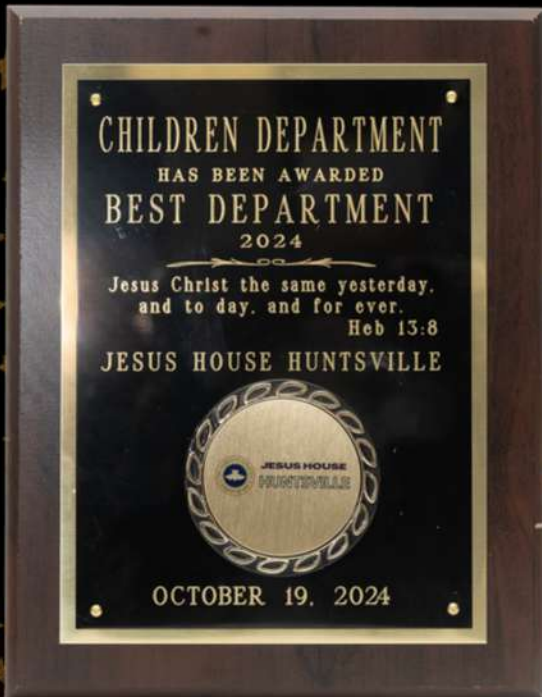 CHILDREN DEPARTMENT
HAS BEEN AWARDED
BEST DEPARTMENT
2024
Jesus Christ the same yesterday,
and to day, and for ever.
Heb 13:8
JESUS HOUSE HUNTSVILLE
JESUS HOUSE
HUNTSVILLE
OCTOBER 19, 2024